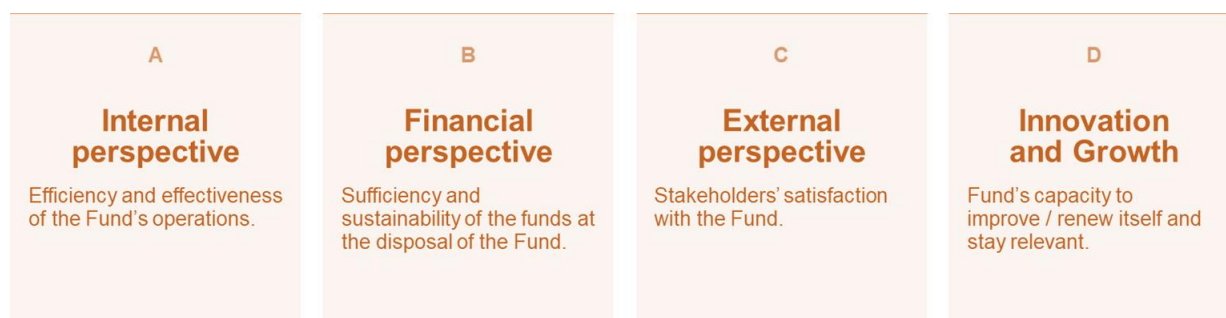 A
Internal
perspective
Efficiency and effectiveness
of the Fund's operations.
B
Financial
perspective
Sufficiency and
sustainability of the funds at
the disposal of the Fund.
C
External
perspective
Stakeholders' satisfaction
with the Fund.
D
Innovation
and Growth
Fund's capacity to
improve / renew itself and
stay relevant.